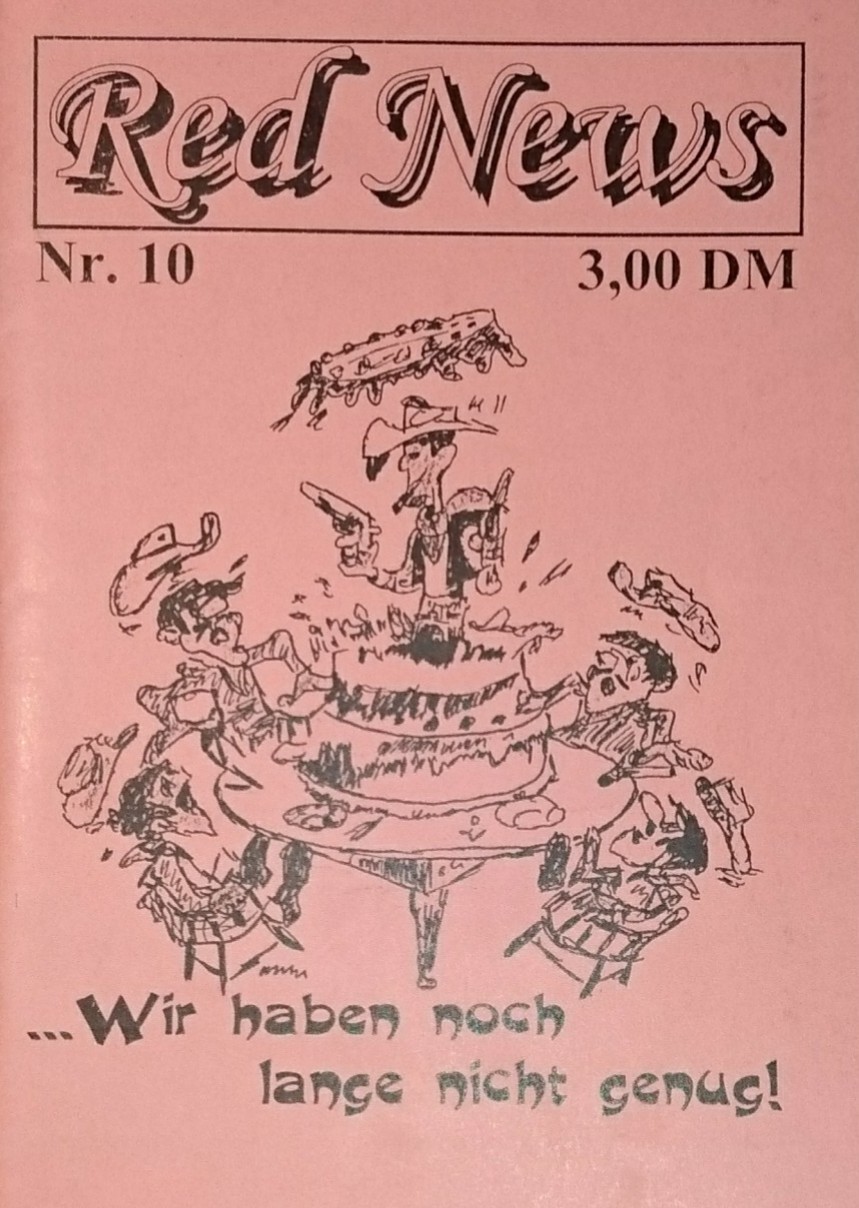 Red News
Nr. 10 3,00 DM
...Wir haben noch
lange nicht genug!